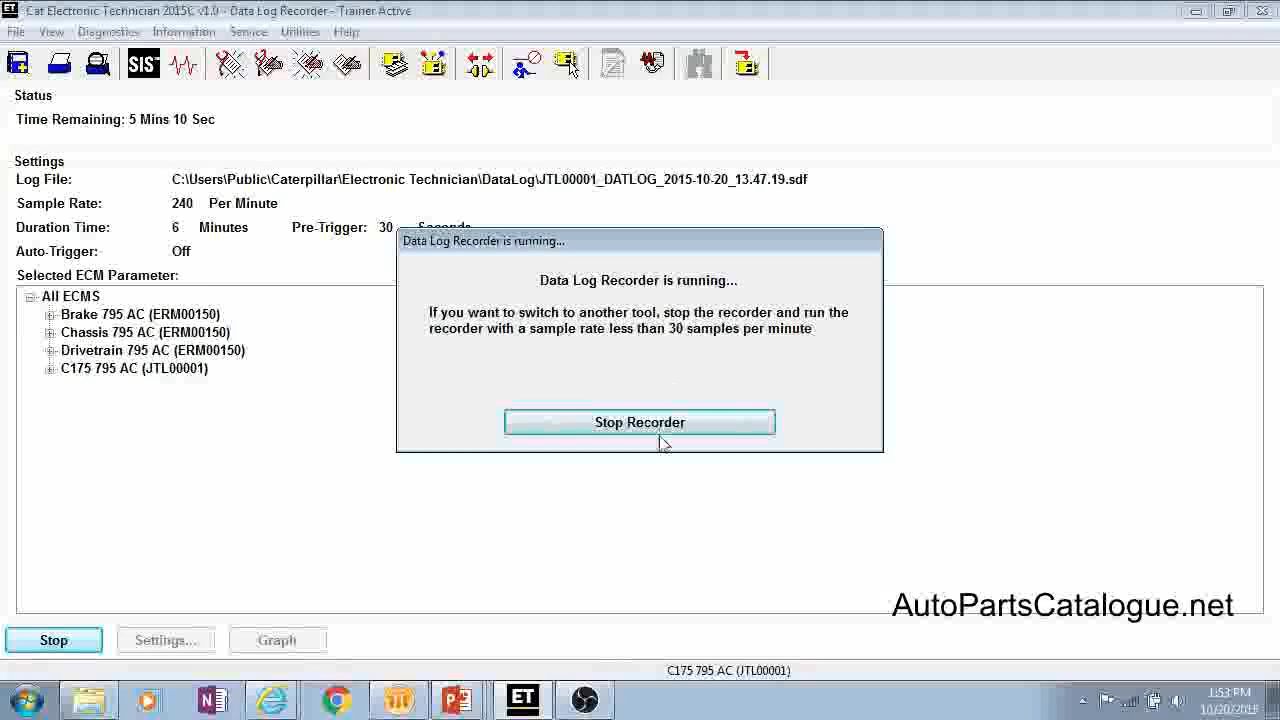 ET Cat Electronic Technician 2015C v1.0 - Data Log Recorder - Trainer Active
File View Diagnostics Information Service Utilities Help
SIS
Status
Time Remaining: 5 Mins 10 Sec
Settings
Log File: C:\Users\Public\Caterpillar\Electronic Technician\DataLog\JTL00001_DATLOG_2015-10-20_13.47.19.sdf
Sample Rate: 240 Per Minute
Duration Time: 6 Minutes Pre-Trigger: 30 Seconds
Auto-Trigger: Off
Selected ECM Parameter:
All ECMS
Brake 795 AC (ERM00150)
Chassis 795 AC (ERM00150)
Drivetrain 795 AC (ERM00150)
C175 795 AC (JTL00001)
Data Log Recorder is running...
Data Log Recorder is running...
If you want to switch to another tool, stop the recorder and run the
recorder with a sample rate less than 30 samples per minute
Stop Recorder
AutoPartsCatalogue.net
Stop Settings... Graph
C175 795 AC (JTL00001)
ET
1:53 PM
10/20/2015